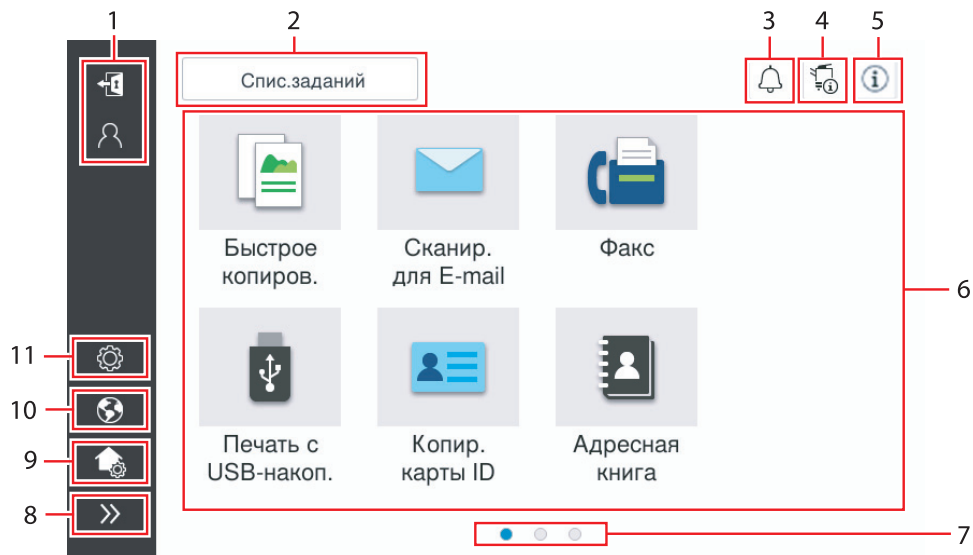 1
2
3
4
5
Спис.заданий
Быстрое
копиров.
Сканир.
для E-mail
Факс
6
11
10
9
8
Печать с
USB-накоп.
Копир.
карты ID
Адресная
книга
7